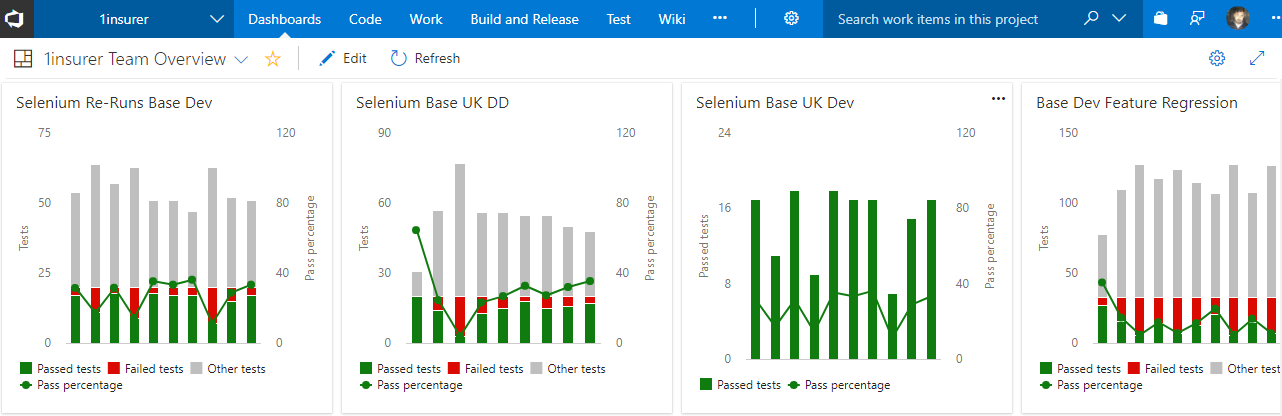 1insurer Dashboards Code Work Build and Release Test Wiki ••• Search work items in this project
1insurer Team Overview Edit Refresh
Selenium Re-Runs Base Dev
75 120
50 80
25 40
0 0
Tests
Pass percentage
Passed tests Failed tests Other tests
Pass percentage
Selenium Base UK DD
90 120
60 80
30 40
0 0
Tests
Pass percentage
Passed tests Failed tests Other tests
Pass percentage
Selenium Base UK Dev •••
24 120
16 80
8 40
0 0
Passed tests
Pass percentage
Passed tests Pass percentage
Base Dev Feature Regression
150
100
50
0
Tests
Passed tests Failed tests Other test
Pass percentage